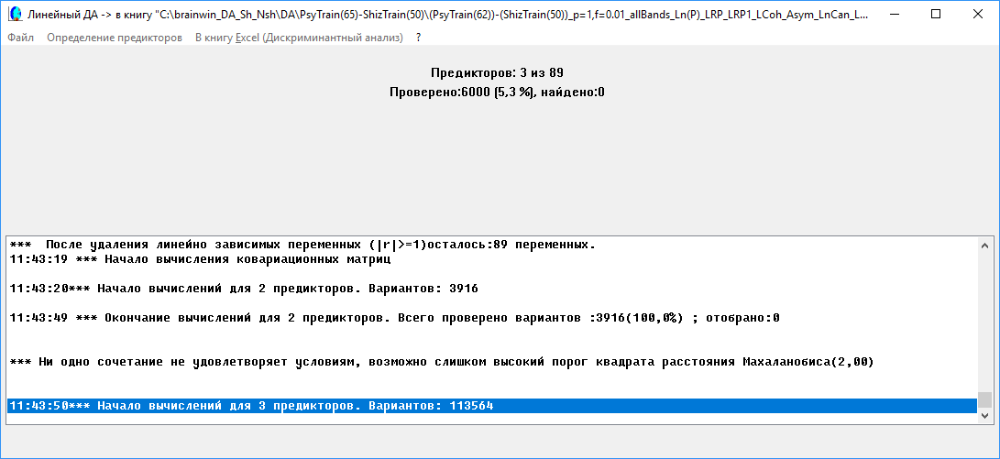 Линейный ДА -> в книгу "C:\brainwin_DA_Sh_Nsh\DA\PsyTrain(65)-ShizTrain(50)\(PsyTrain(62))-(ShizTrain(50))_p=1,f=0.01_allBands_Ln(P)_LRP_LRP1_LCoh_Asym_LnCan_L...
Файл Определение предикторов В книгу Excel (Дискриминантный анализ) ?
Предикторов: 3 из 89
Проверено:6000 (5,3 %), найдено:0
*** После удаления линейно зависимых переменных (|r|>=1)осталось:89 переменных.
11:43:19 *** Начало вычисления ковариационных матриц
11:43:20*** Начало вычислений для 2 предикторов. Вариантов: 3916
11:43:49 *** Окончание вычислений для 2 предикторов. Всего проверено вариантов :3916(100,0%) ; отобрано:0
*** Ни одно сочетание не удовлетворяет условиям, возможно слишком высокий порог квадрата расстояния Махаланобиса(2,00)
11:43:50*** Начало вычислений для 3 предикторов. Вариантов: 113564